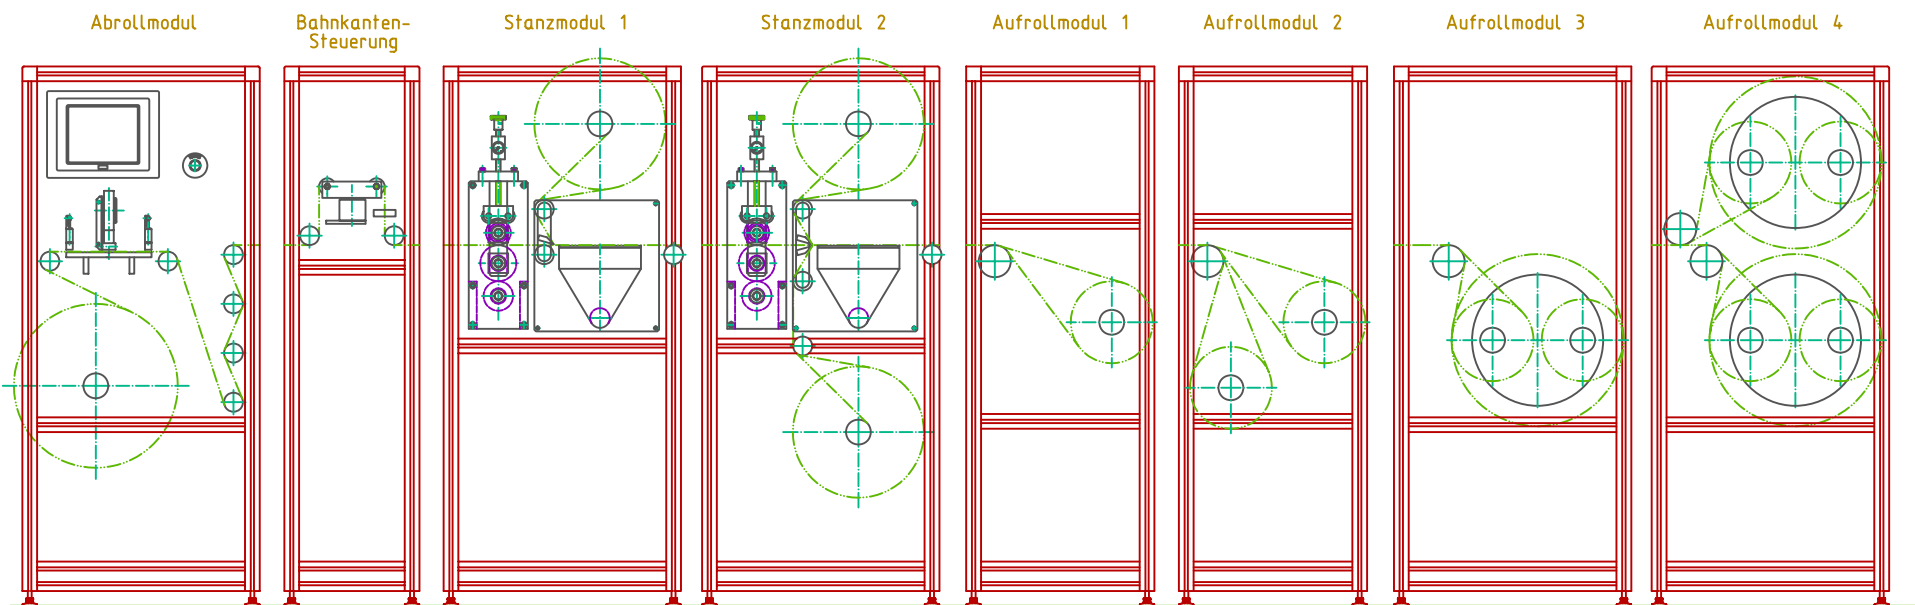 Abrollmodul
Bahnkanten-
Steuerung
Stanzmodul 1
Stanzmodul 2
Aufrollmodul 1
Aufrollmodul 2
Aufrollmodul 3
Aufrollmodul 4